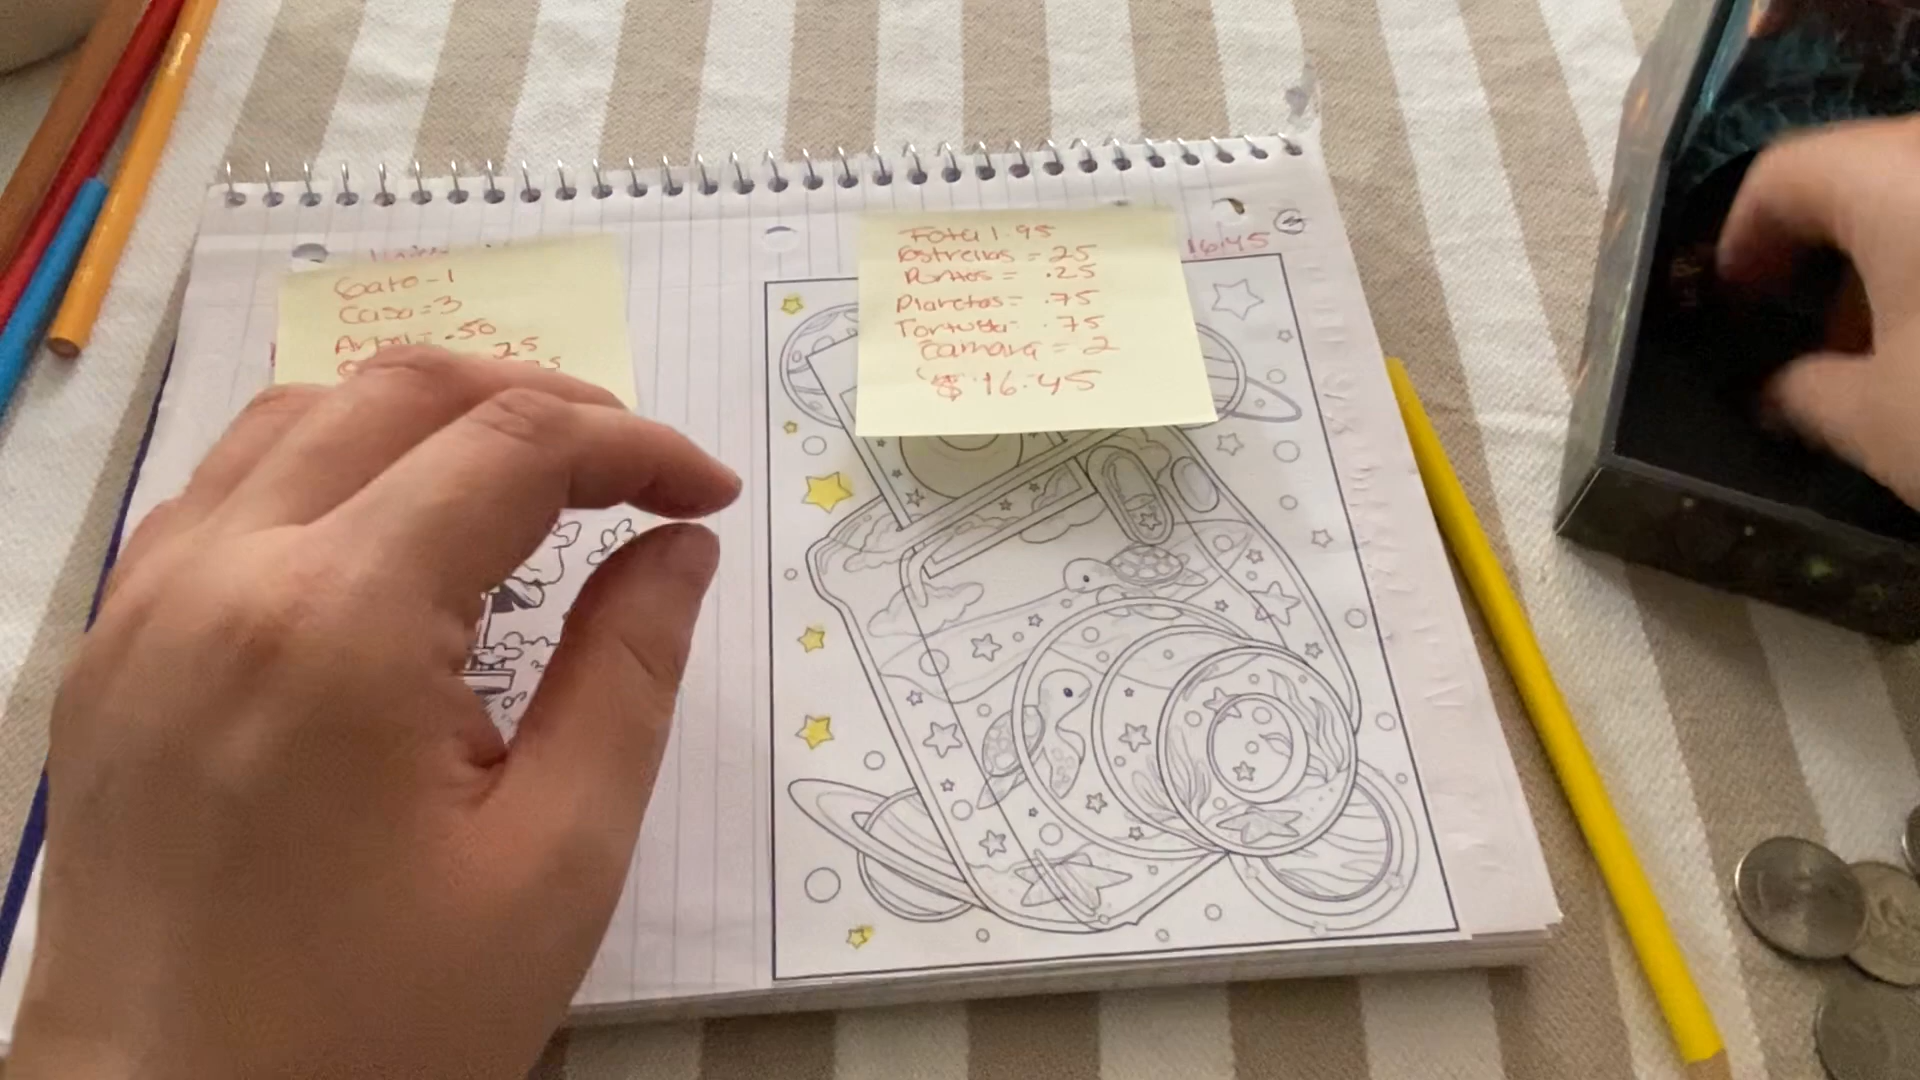 Gato-1
Casa=3
Arbol=.50
25
Foto 1.95
Estrellas=25
Puntos= .25
Planetas= .75
Tortuga- .75
Camara=2
$16.45
16.45